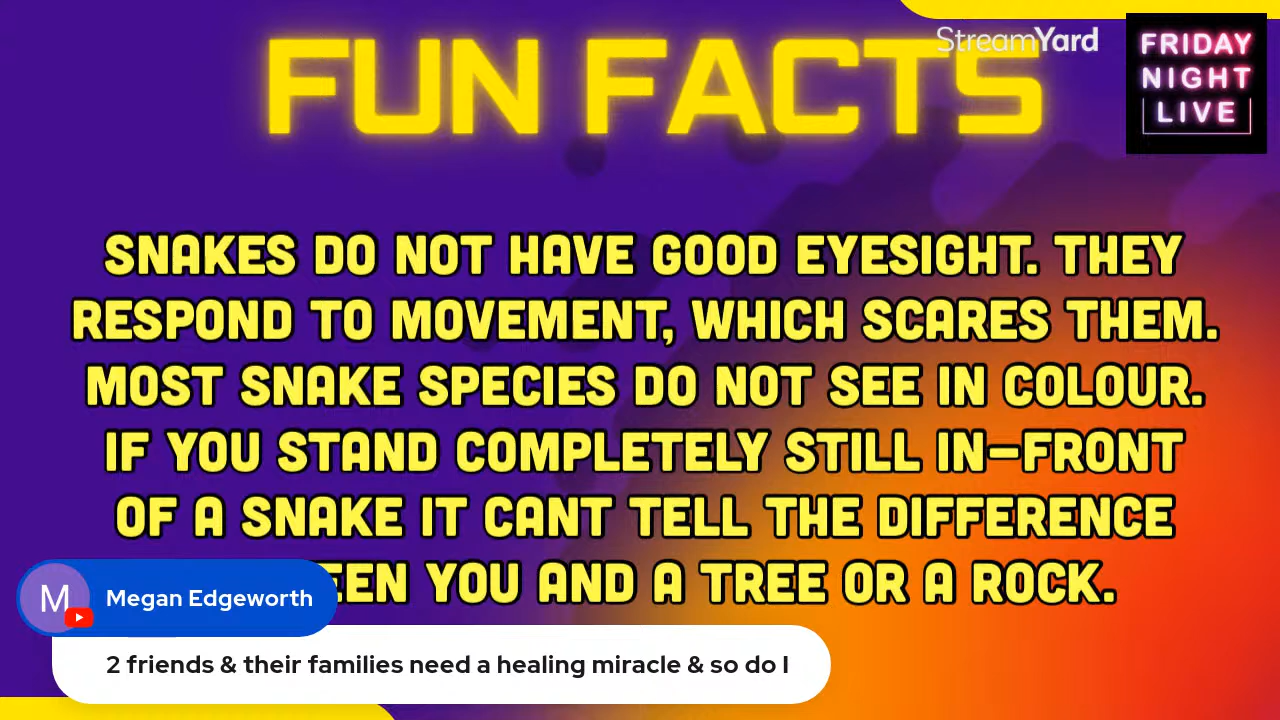 FUN FACTS
StreamYard
FRIDAY
NIGHT
LIVE
SNAKES DO NOT HAVE GOOD EYESIGHT. THEY
RESPOND TO MOVEMENT, WHICH SCARES THEM.
MOST SNAKE SPECIES DO NOT SEE IN COLOUR.
IF YOU STAND COMPLETELY STILL IN-FRONT
OF A SNAKE IT CANT TELL THE DIFFERENCE
YOU AND A TREE OR A ROCK.
M
Megan Edgeworth
2 friends & their families need a healing miracle & so do I